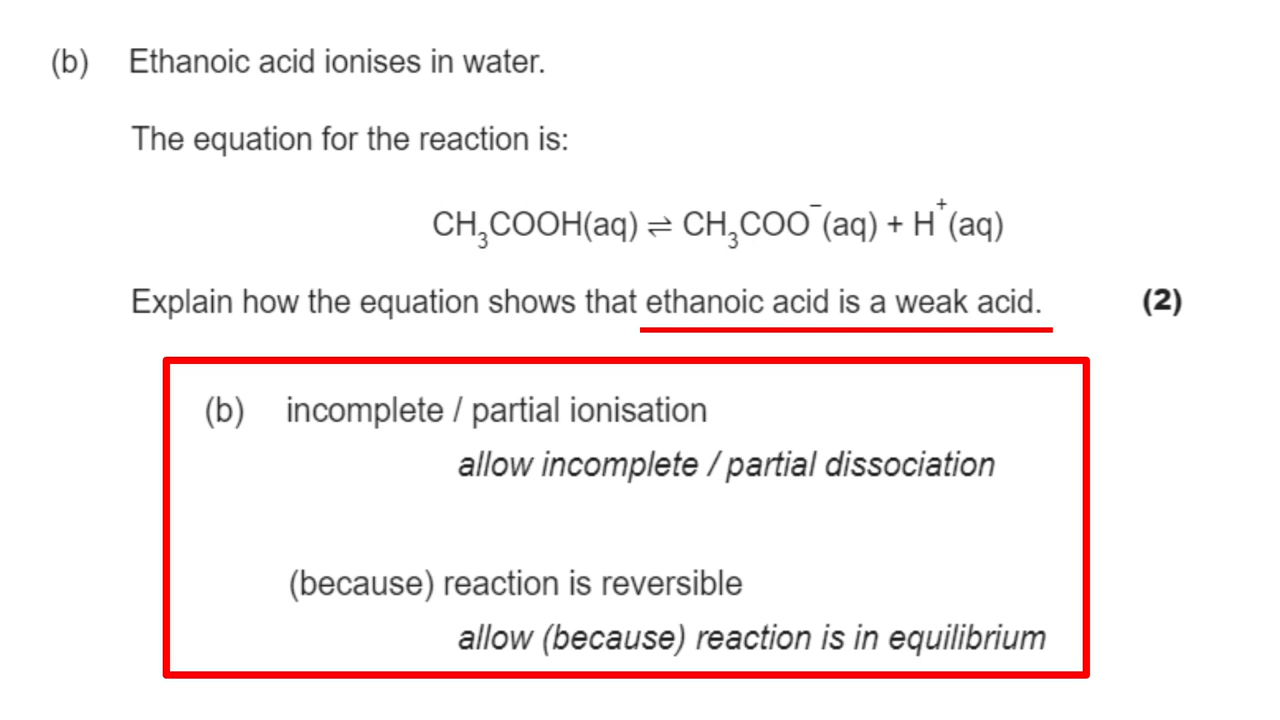 (b) Ethanoic acid ionises in water.
The equation for the reaction is:
CH₃COOH(aq) ⇌ CH₃COO⁻(aq) + H⁺(aq)
Explain how the equation shows that ethanoic acid is a weak acid. (2)
(b) incomplete / partial ionisation
allow incomplete / partial dissociation
(because) reaction is reversible
allow (because) reaction is in equilibrium